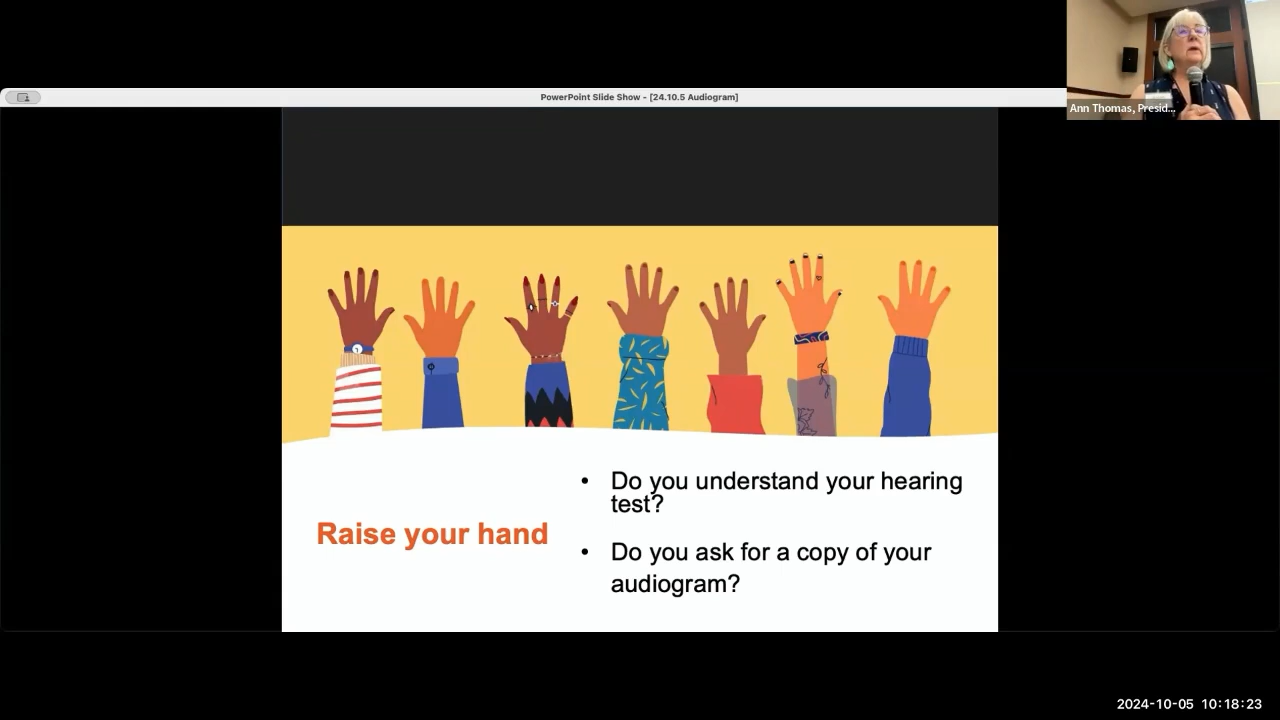 PowerPoint Slide Show - [24.10.5 Audiogram]
Ann Thomas, Presid...
Raise your hand
• Do you understand your hearing
test?
• Do you ask for a copy of your
audiogram?
2024-10-05 10:18:23